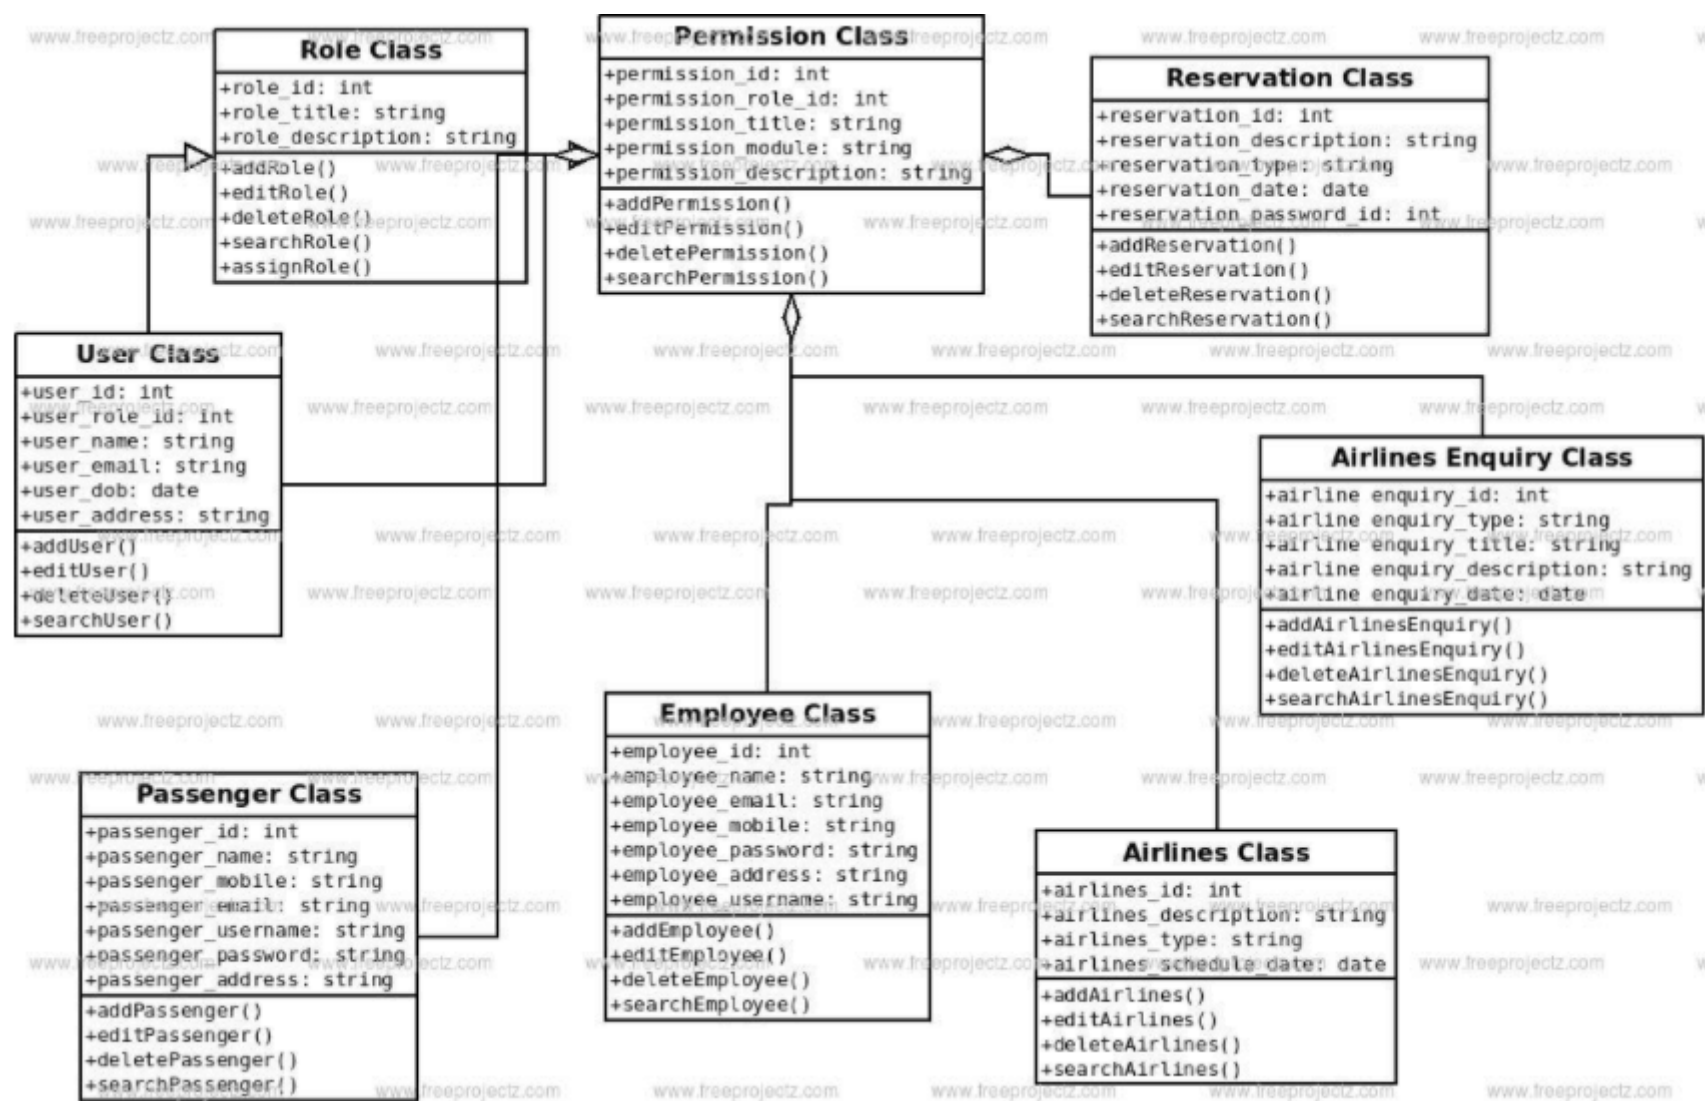 Role Class
+role_id: int
+role_title: string
+role_description: string
+addRole()
+editRole()
+deleteRole()
+searchRole()
+assignRole()
Permission Class
+permission_id: int
+permission_role_id: int
+permission_title: string
+permission_module: string
+permission_description: string
+addPermission()
+editPermission()
+deletePermission()
+searchPermission()
Reservation Class
+reservation_id: int
+reservation_description: string
+reservation_type: string
+reservation_date: date
+reservation_password_id: int
+addReservation()
+editReservation()
+deleteReservation()
+searchReservation()
User Class
+user_id: int
+user_role_id: int
+user_name: string
+user_email: string
+user_dob: date
+user_address: string
+addUser()
+editUser()
+deleteUser()
+searchUser()
Airlines Enquiry Class
+airline enquiry_id: int
+airline enquiry_type: string
+airline enquiry_title: string
+airline enquiry_description: string
+airline enquiry_date: date
+addAirlinesEnquiry()
+editAirlinesEnquiry()
+deleteAirlinesEnquiry()
+searchAirlinesEnquiry()
Employee Class
+employee_id: int
+employee_name: string
+employee_email: string
+employee_mobile: string
+employee_password: string
+employee_address: string
+employee_username: string
+addEmployee()
+editEmployee()
+deleteEmployee()
+searchEmployee()
Passenger Class
+passenger_id: int
+passenger_name: string
+passenger_mobile: string
+passenger_email: string
+passenger_username: string
+passenger_password: string
+passenger_address: string
+addPassenger()
+editPassenger()
+deletePassenger()
+searchPassenger()
Airlines Class
+airlines_id: int
+airlines_description: string
+airlines_type: string
+airlines_schedule_date: date
+addAirlines()
+editAirlines()
+deleteAirlines()
+searchAirlines()
www.freeprojectz.com